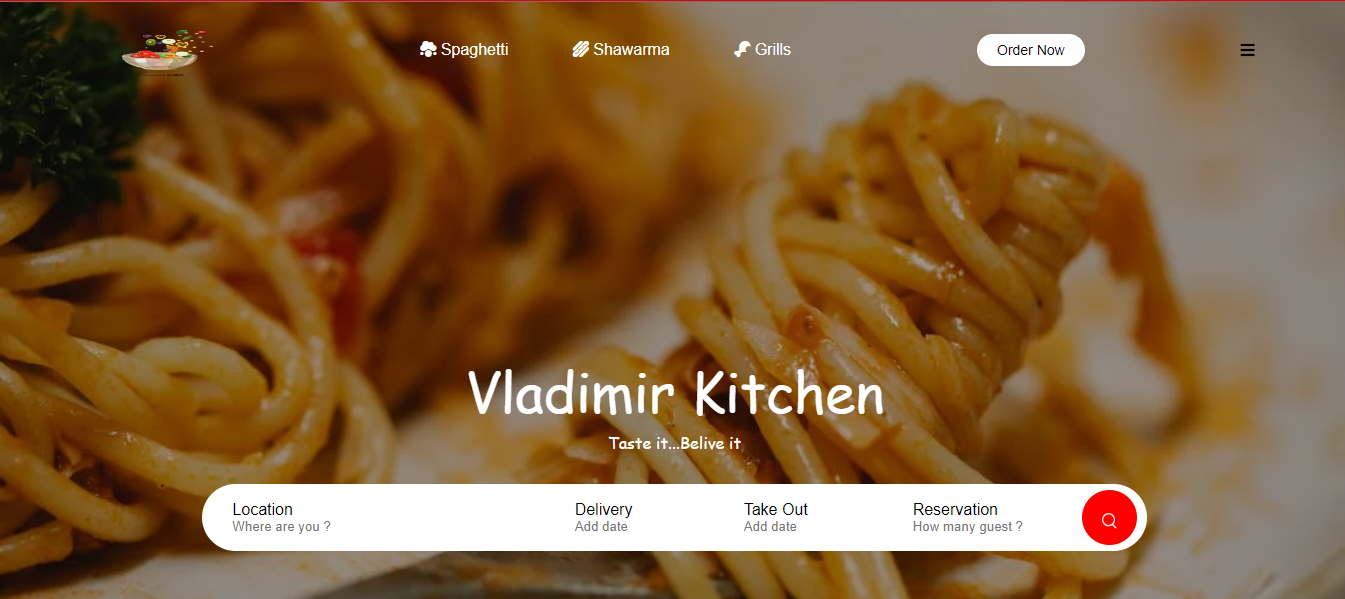 Spaghetti Shawarma Grills Order Now
Vladimir Kitchen
Taste it...Belive it
Location Delivery Take Out Reservation
Where are you ? Add date Add date How many guest ?